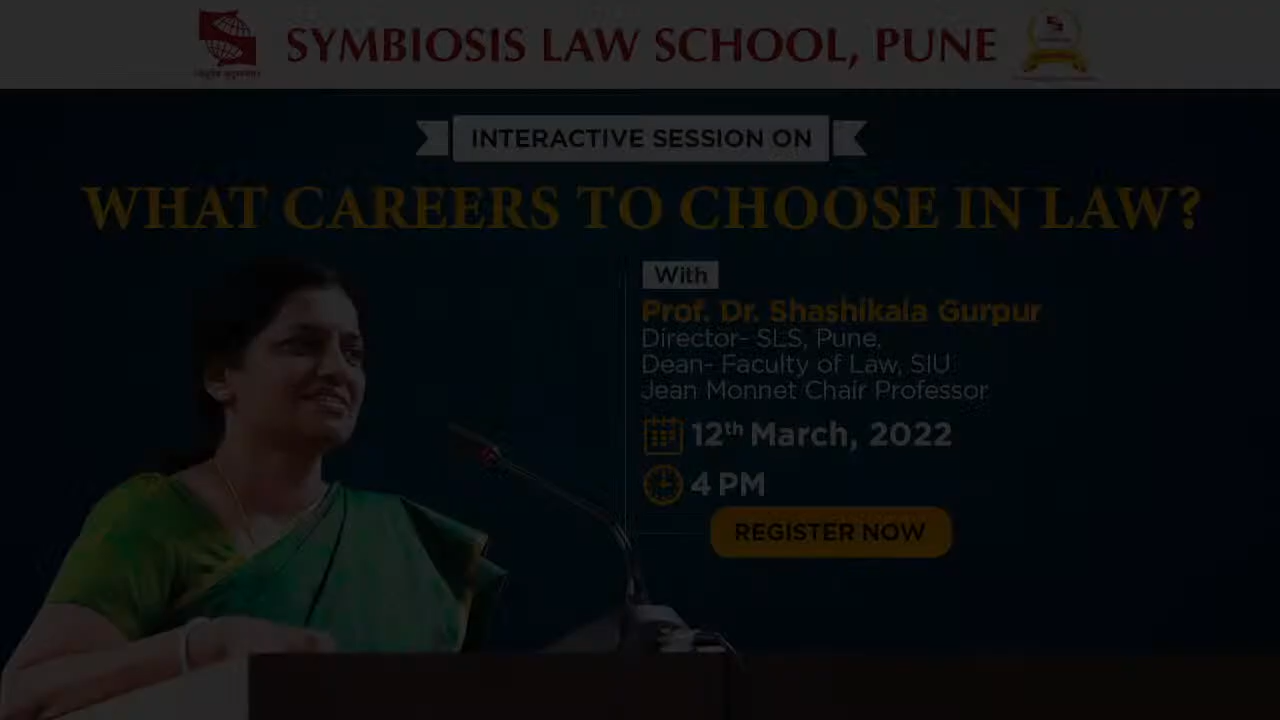 SYMBIOSIS LAW SCHOOL, PUNE
INTERACTIVE SESSION ON
WHAT CAREERS TO CHOOSE IN LAW?
With
Prof. Dr. Shashikala Gurpur
Director- SLS, Pune,
Dean- Faculty of Law, SIU
Jean Monnet Chair Professor
12th March, 2022
4 PM
REGISTER NOW